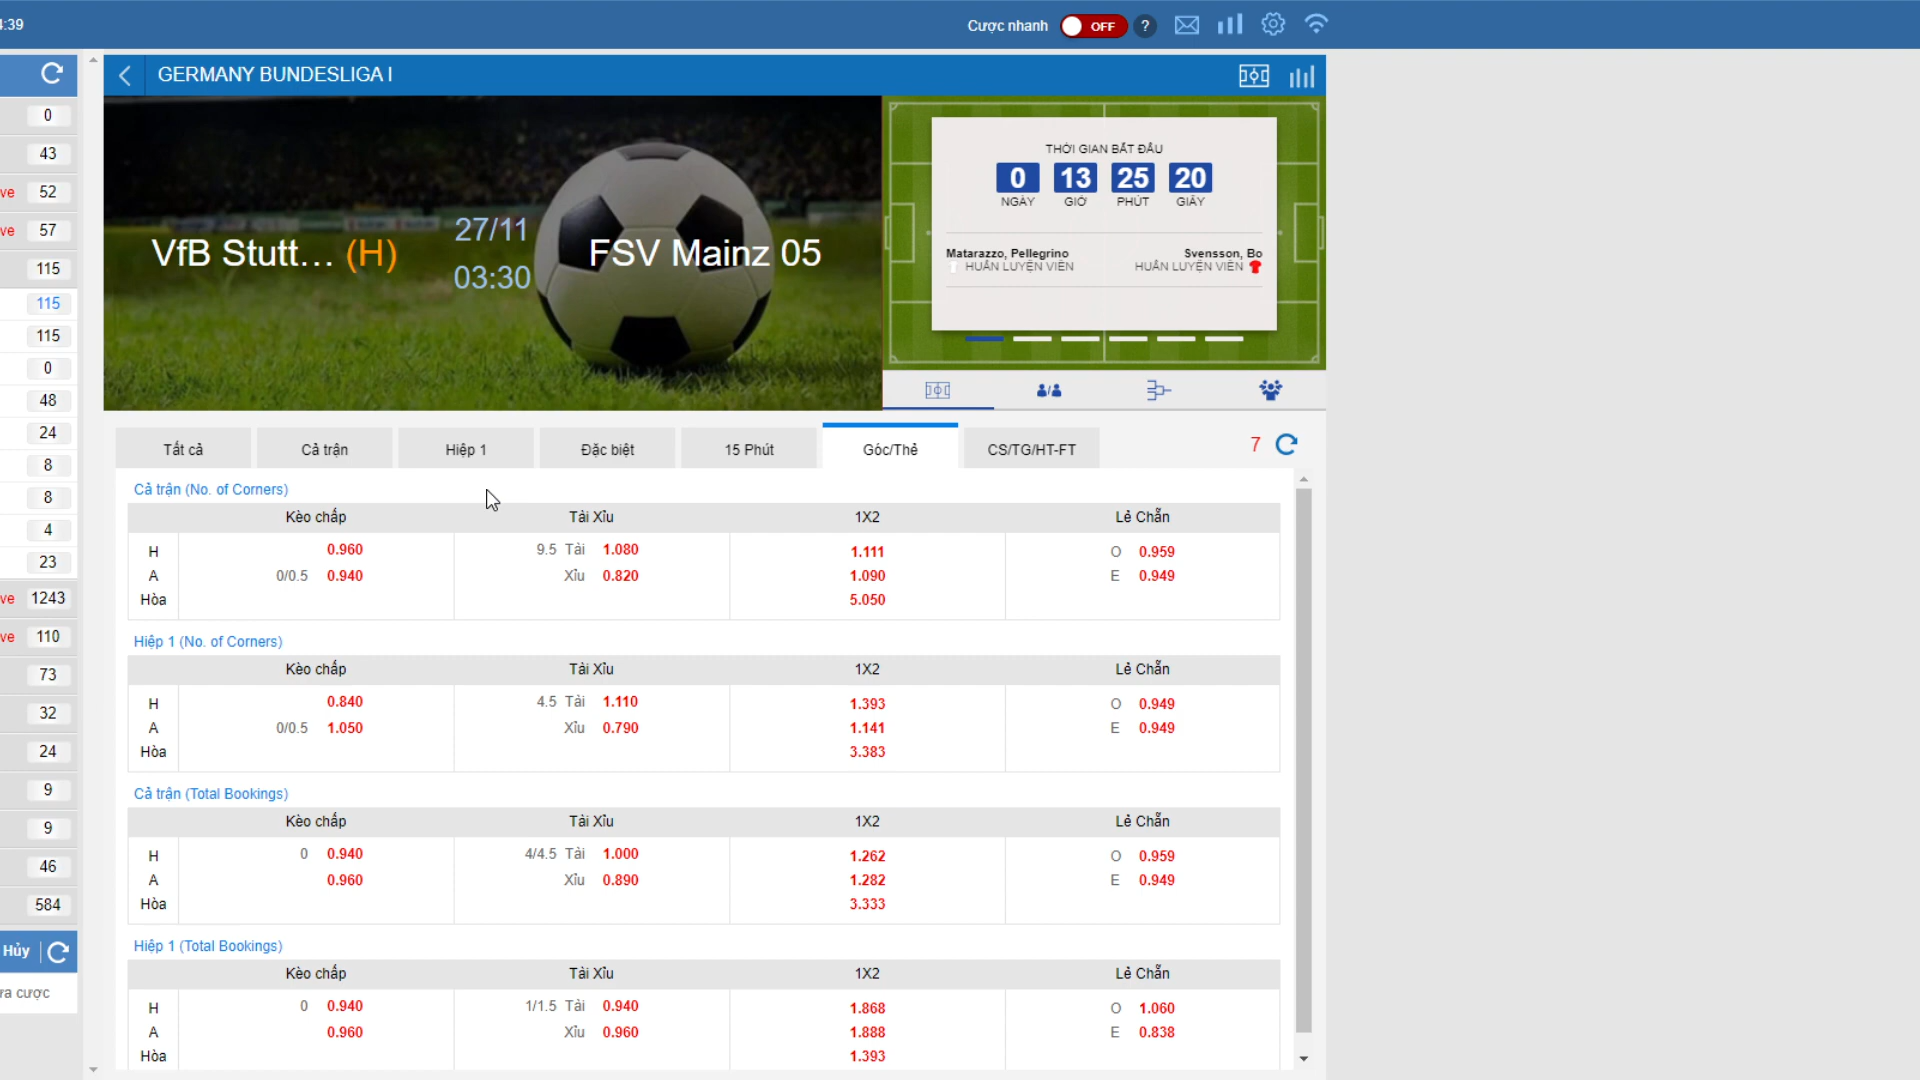 :39
Cược nhanh OFF ?
GERMANY BUNDESLIGA I
0
43
ve 52
ve 57
115
115
115
0
48
24
8
8
4
23
ve 1243
ve 110
73
32
24
9
9
46
584
Hủy
cược
VfB Stutt... (H)
27/11
03:30
FSV Mainz 05
THỜI GIAN BẮT ĐẦU
0 13 25 20
NGÀY GIỜ PHÚT GIÂY
Matarazzo, Pellegrino Svensson, Bo
HUẤN LUYỆN VIÊN HUẤN LUYỆN VIÊN
Tất cả Cả trận Hiệp 1 Đặc biệt 15 Phút Góc/Thẻ CS/TG/HT-FT 7
Cả trận (No. of Corners)
Kèo chấp Tài Xỉu 1X2 Lẻ Chẵn
H 0.960 9.5 Tài 1.080 1.111 O 0.959
A 0/0.5 0.940 Xỉu 0.820 1.090 E 0.949
Hòa 5.050
Hiệp 1 (No. of Corners)
Kèo chấp Tài Xỉu 1X2 Lẻ Chẵn
H 0.840 4.5 Tài 1.110 1.393 O 0.949
A 0/0.5 1.050 Xỉu 0.790 1.141 E 0.949
Hòa 3.383
Cả trận (Total Bookings)
Kèo chấp Tài Xỉu 1X2 Lẻ Chẵn
H 0 0.940 4/4.5 Tài 1.000 1.262 O 0.959
A 0.960 Xỉu 0.890 1.282 E 0.949
Hòa 3.333
Hiệp 1 (Total Bookings)
Kèo chấp Tài Xỉu 1X2 Lẻ Chẵn
H 0 0.940 1/1.5 Tài 0.940 1.868 O 1.060
A 0.960 Xỉu 0.960 1.888 E 0.838
Hòa 1.393